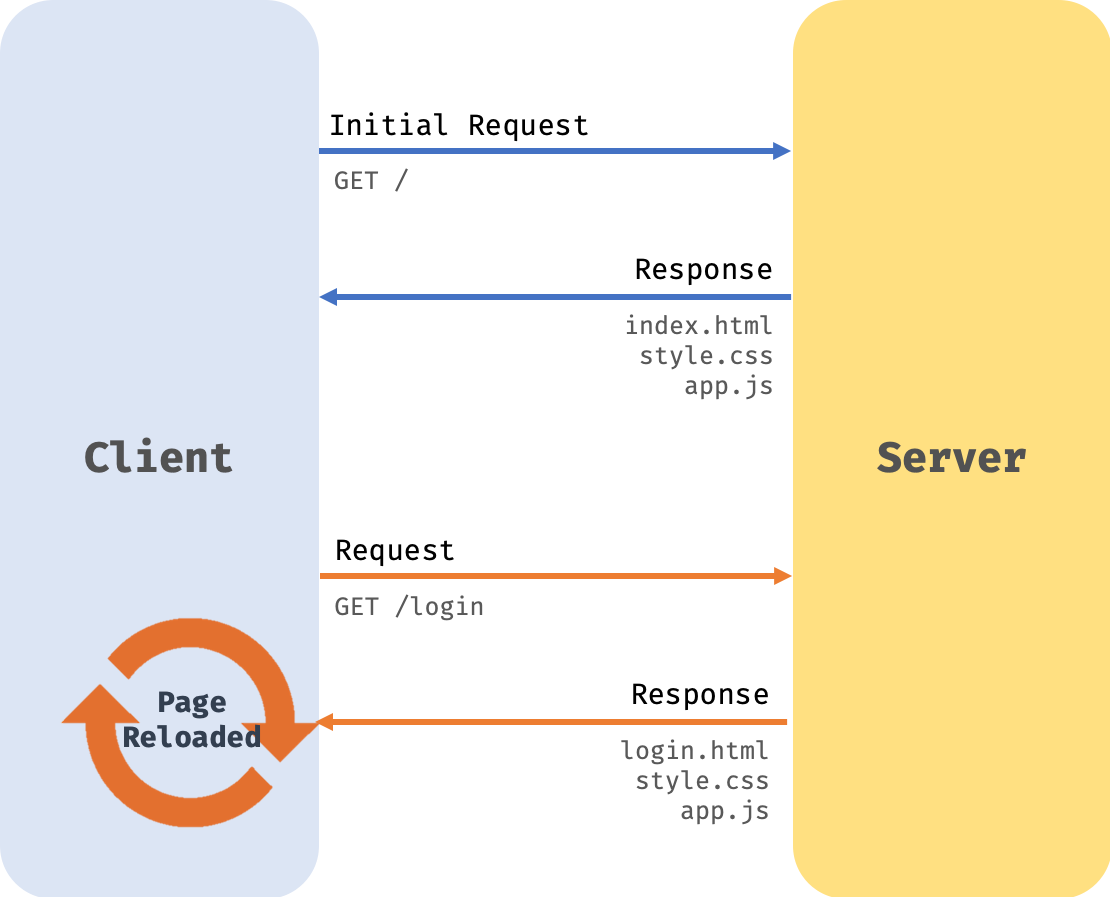 Initial Request
GET /
Response
index.html
style.css
app.js
Client
Server
Request
GET /login
Response
login.html
style.css
app.js
Page
Reloaded